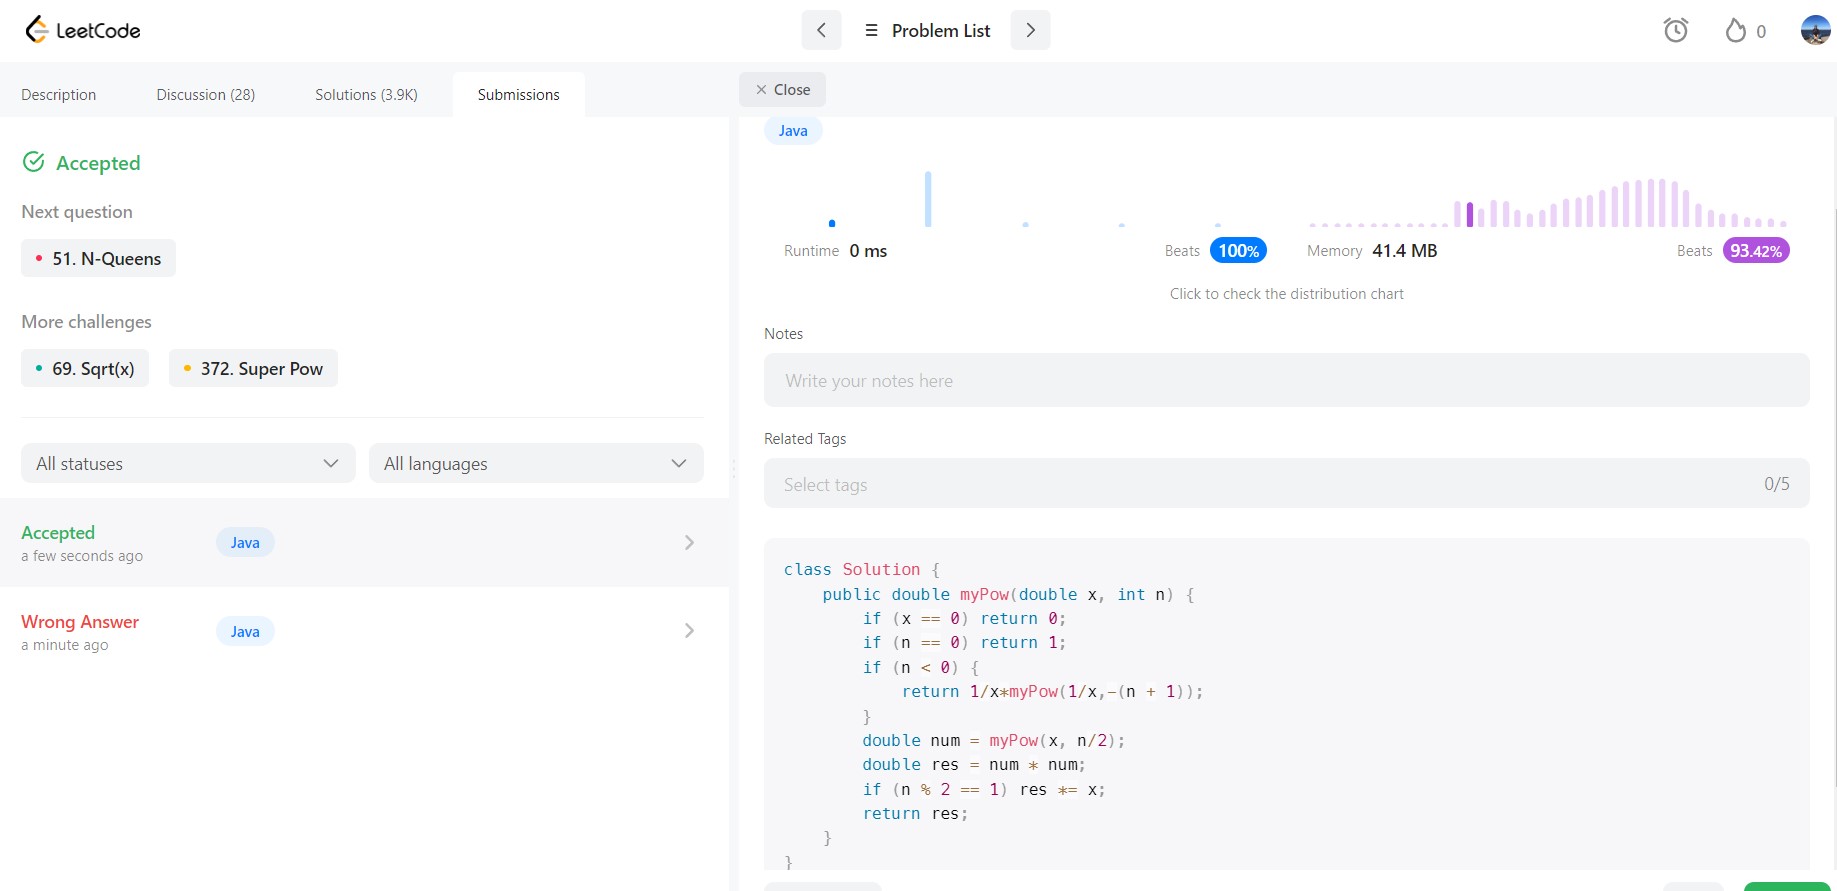 LeetCode
Problem List
0
Description
Discussion (28)
Solutions (3.9K)
Submissions
Accepted
Next question
51. N-Queens
More challenges
69. Sqrt(x)
372. Super Pow
All statuses
All languages
Accepted
a few seconds ago
Java
Wrong Answer
a minute ago
Java
Close
Java
Runtime 0 ms
Beats 100%
Memory 41.4 MB
Beats 93.42%
Click to check the distribution chart
Notes
Write your notes here
Related Tags
Select tags
0/5
class Solution {
    public double myPow(double x, int n) {
        if (x == 0) return 0;
        if (n == 0) return 1;
        if (n < 0) {
            return 1/x*myPow(1/x,-(n + 1));
        }
        double num = myPow(x, n/2);
        double res = num * num;
        if (n % 2 == 1) res *= x;
        return res;
    }
}